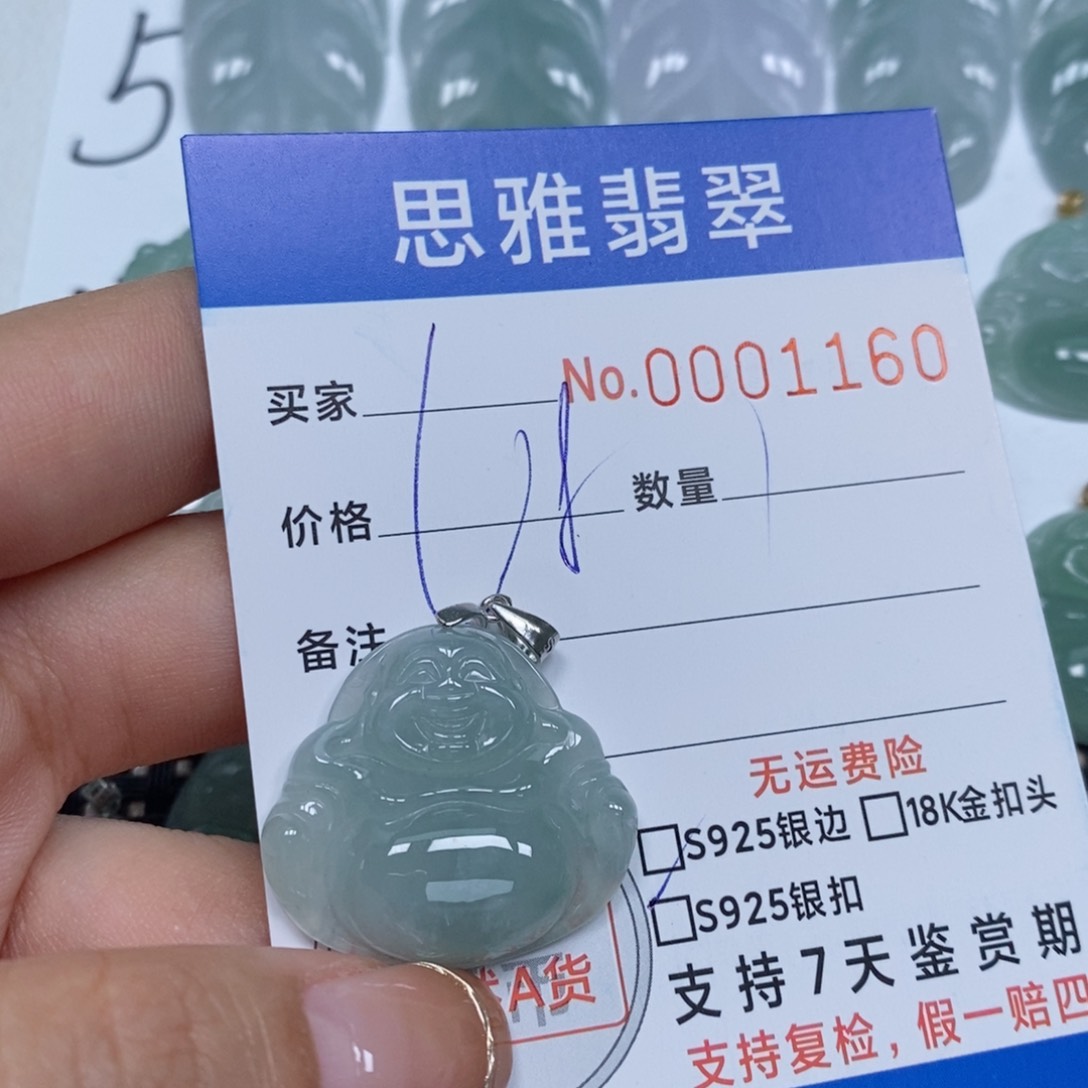 5
思雅翡翠
No.0001160
买家
价格 28 数量
备注
无运费险
□S925银边 □18K金扣头
□S925银扣
A货
支持7天鉴赏期
支持复检，假一赔四